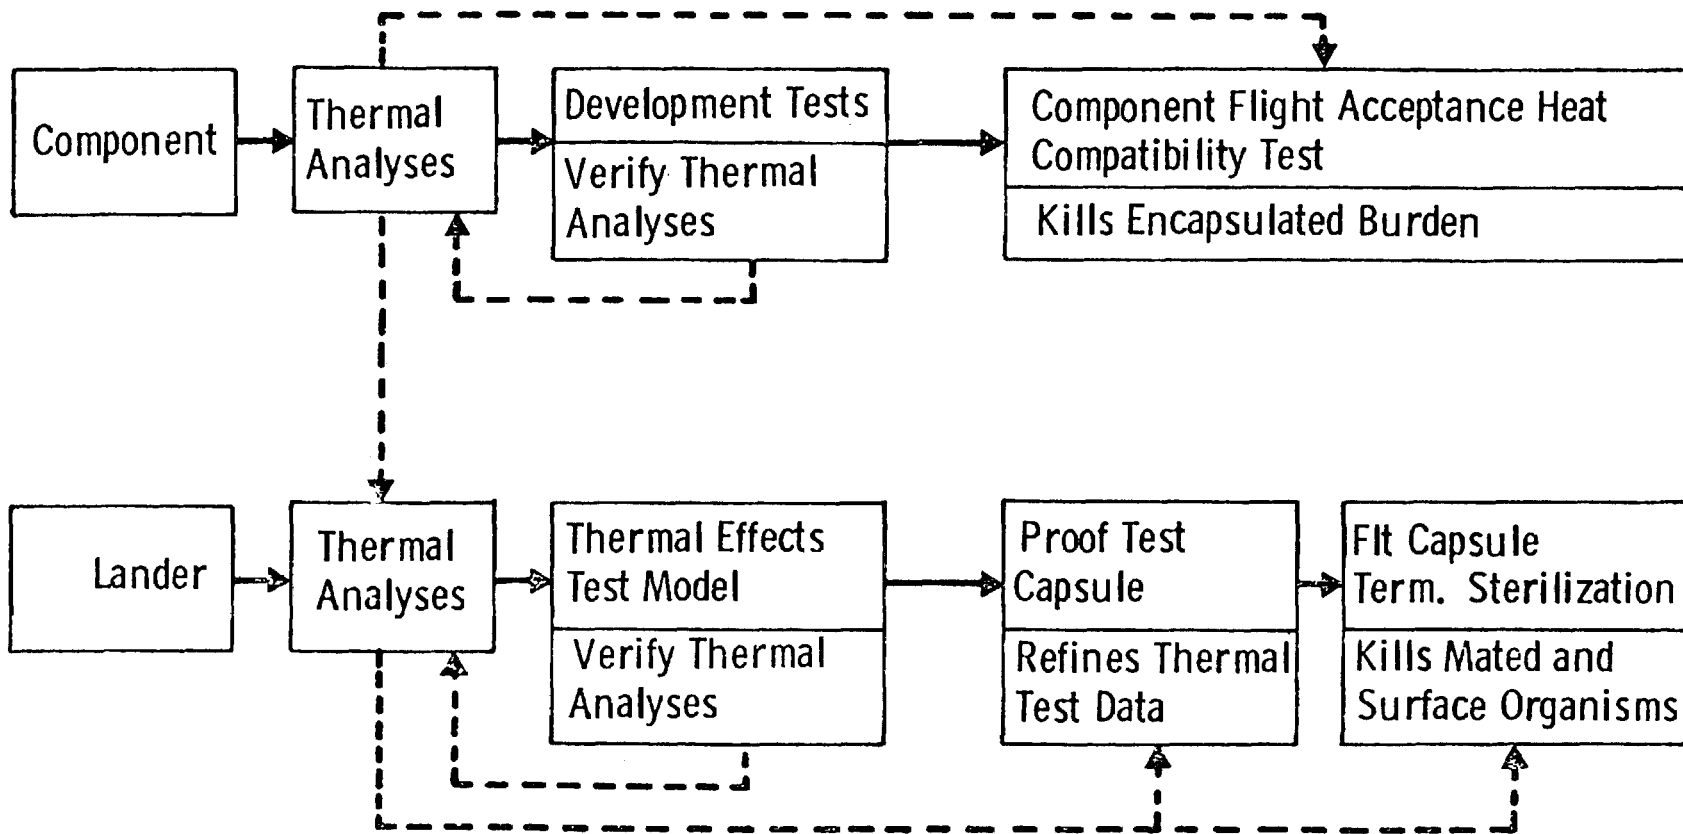 Component
Thermal
Analyses
Development Tests
Verify Thermal
Analyses
Component Flight Acceptance Heat
Compatibility Test
Kills Encapsulated Burden
Lander
Thermal
Analyses
Thermal Effects
Test Model
Verify Thermal
Analyses
Proof Test
Capsule
Refines Thermal
Test Data
Flt Capsule
Term. Sterilization
Kills Mated and
Surface Organisms